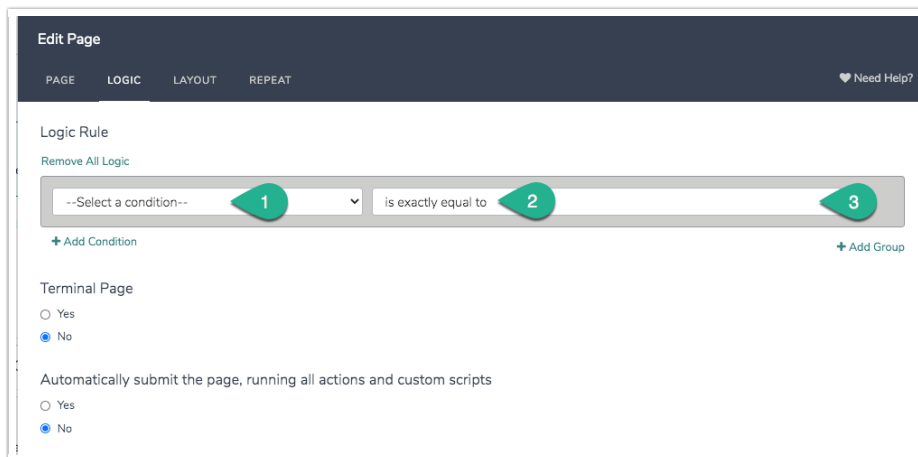 Edit Page
PAGE LOGIC LAYOUT REPEAT Need Help?
Logic Rule
Remove All Logic
--Select a condition-- 1 is exactly equal to 2 3
+ Add Condition
+ Add Group
Terminal Page
Yes
No
Automatically submit the page, running all actions and custom scripts
Yes
No